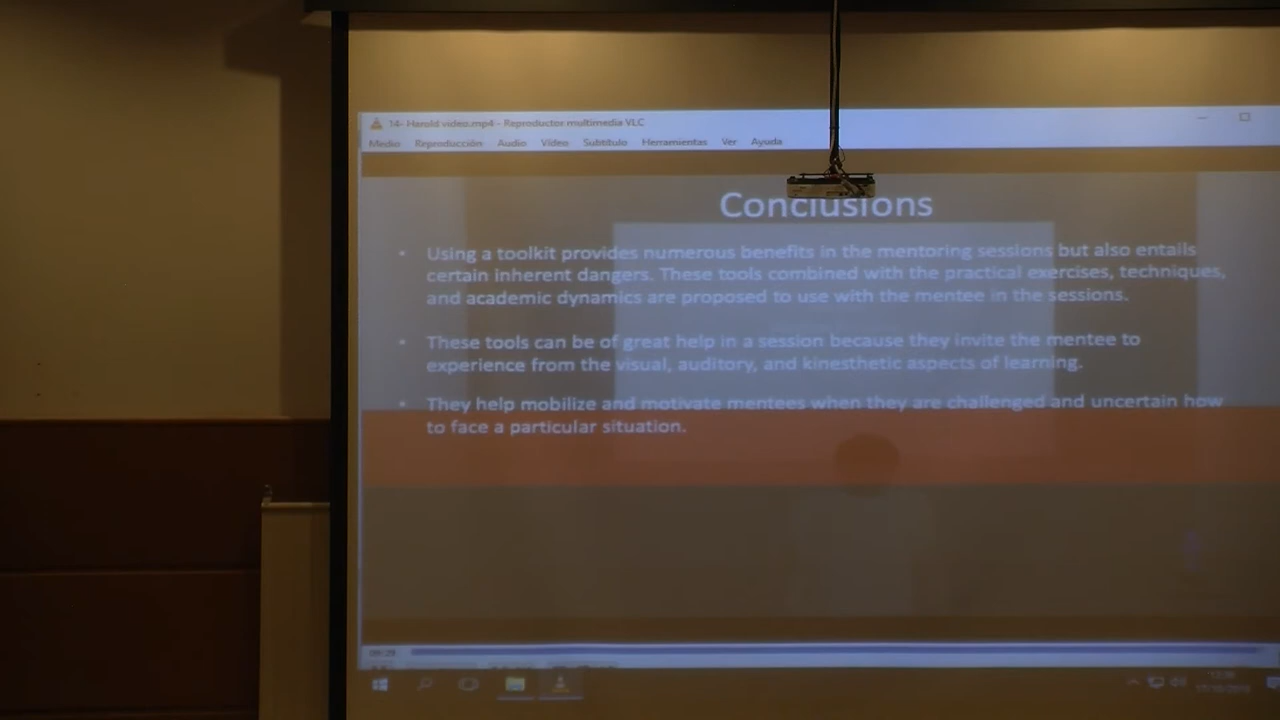 14- Harold video.mp4 - Reproductor multimedia VLC
Medio Reproducción Audio Vídeo Subtítulo Herramientas Ver Ayuda
Conclusions
• Using a toolkit provides numerous benefits in the mentoring sessions but also entails
certain inherent dangers. These tools combined with the practical exercises, techniques,
and academic dynamics are proposed to use with the mentee in the sessions.
• These tools can be of great help in a session because they invite the mentee to
experience from the visual, auditory, and kinesthetic aspects of learning.
• They help mobilize and motivate mentees when they are challenged and uncertain how
to face a particular situation.
09:29